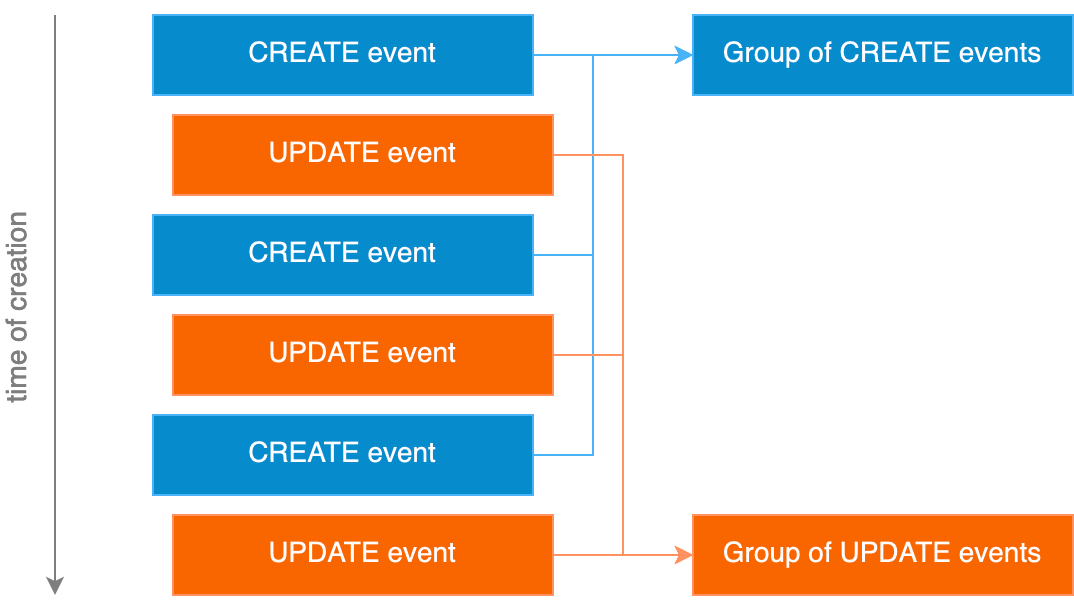 CREATE event
Group of CREATE events
UPDATE event
CREATE event
time of creation
UPDATE event
CREATE event
UPDATE event
Group of UPDATE events